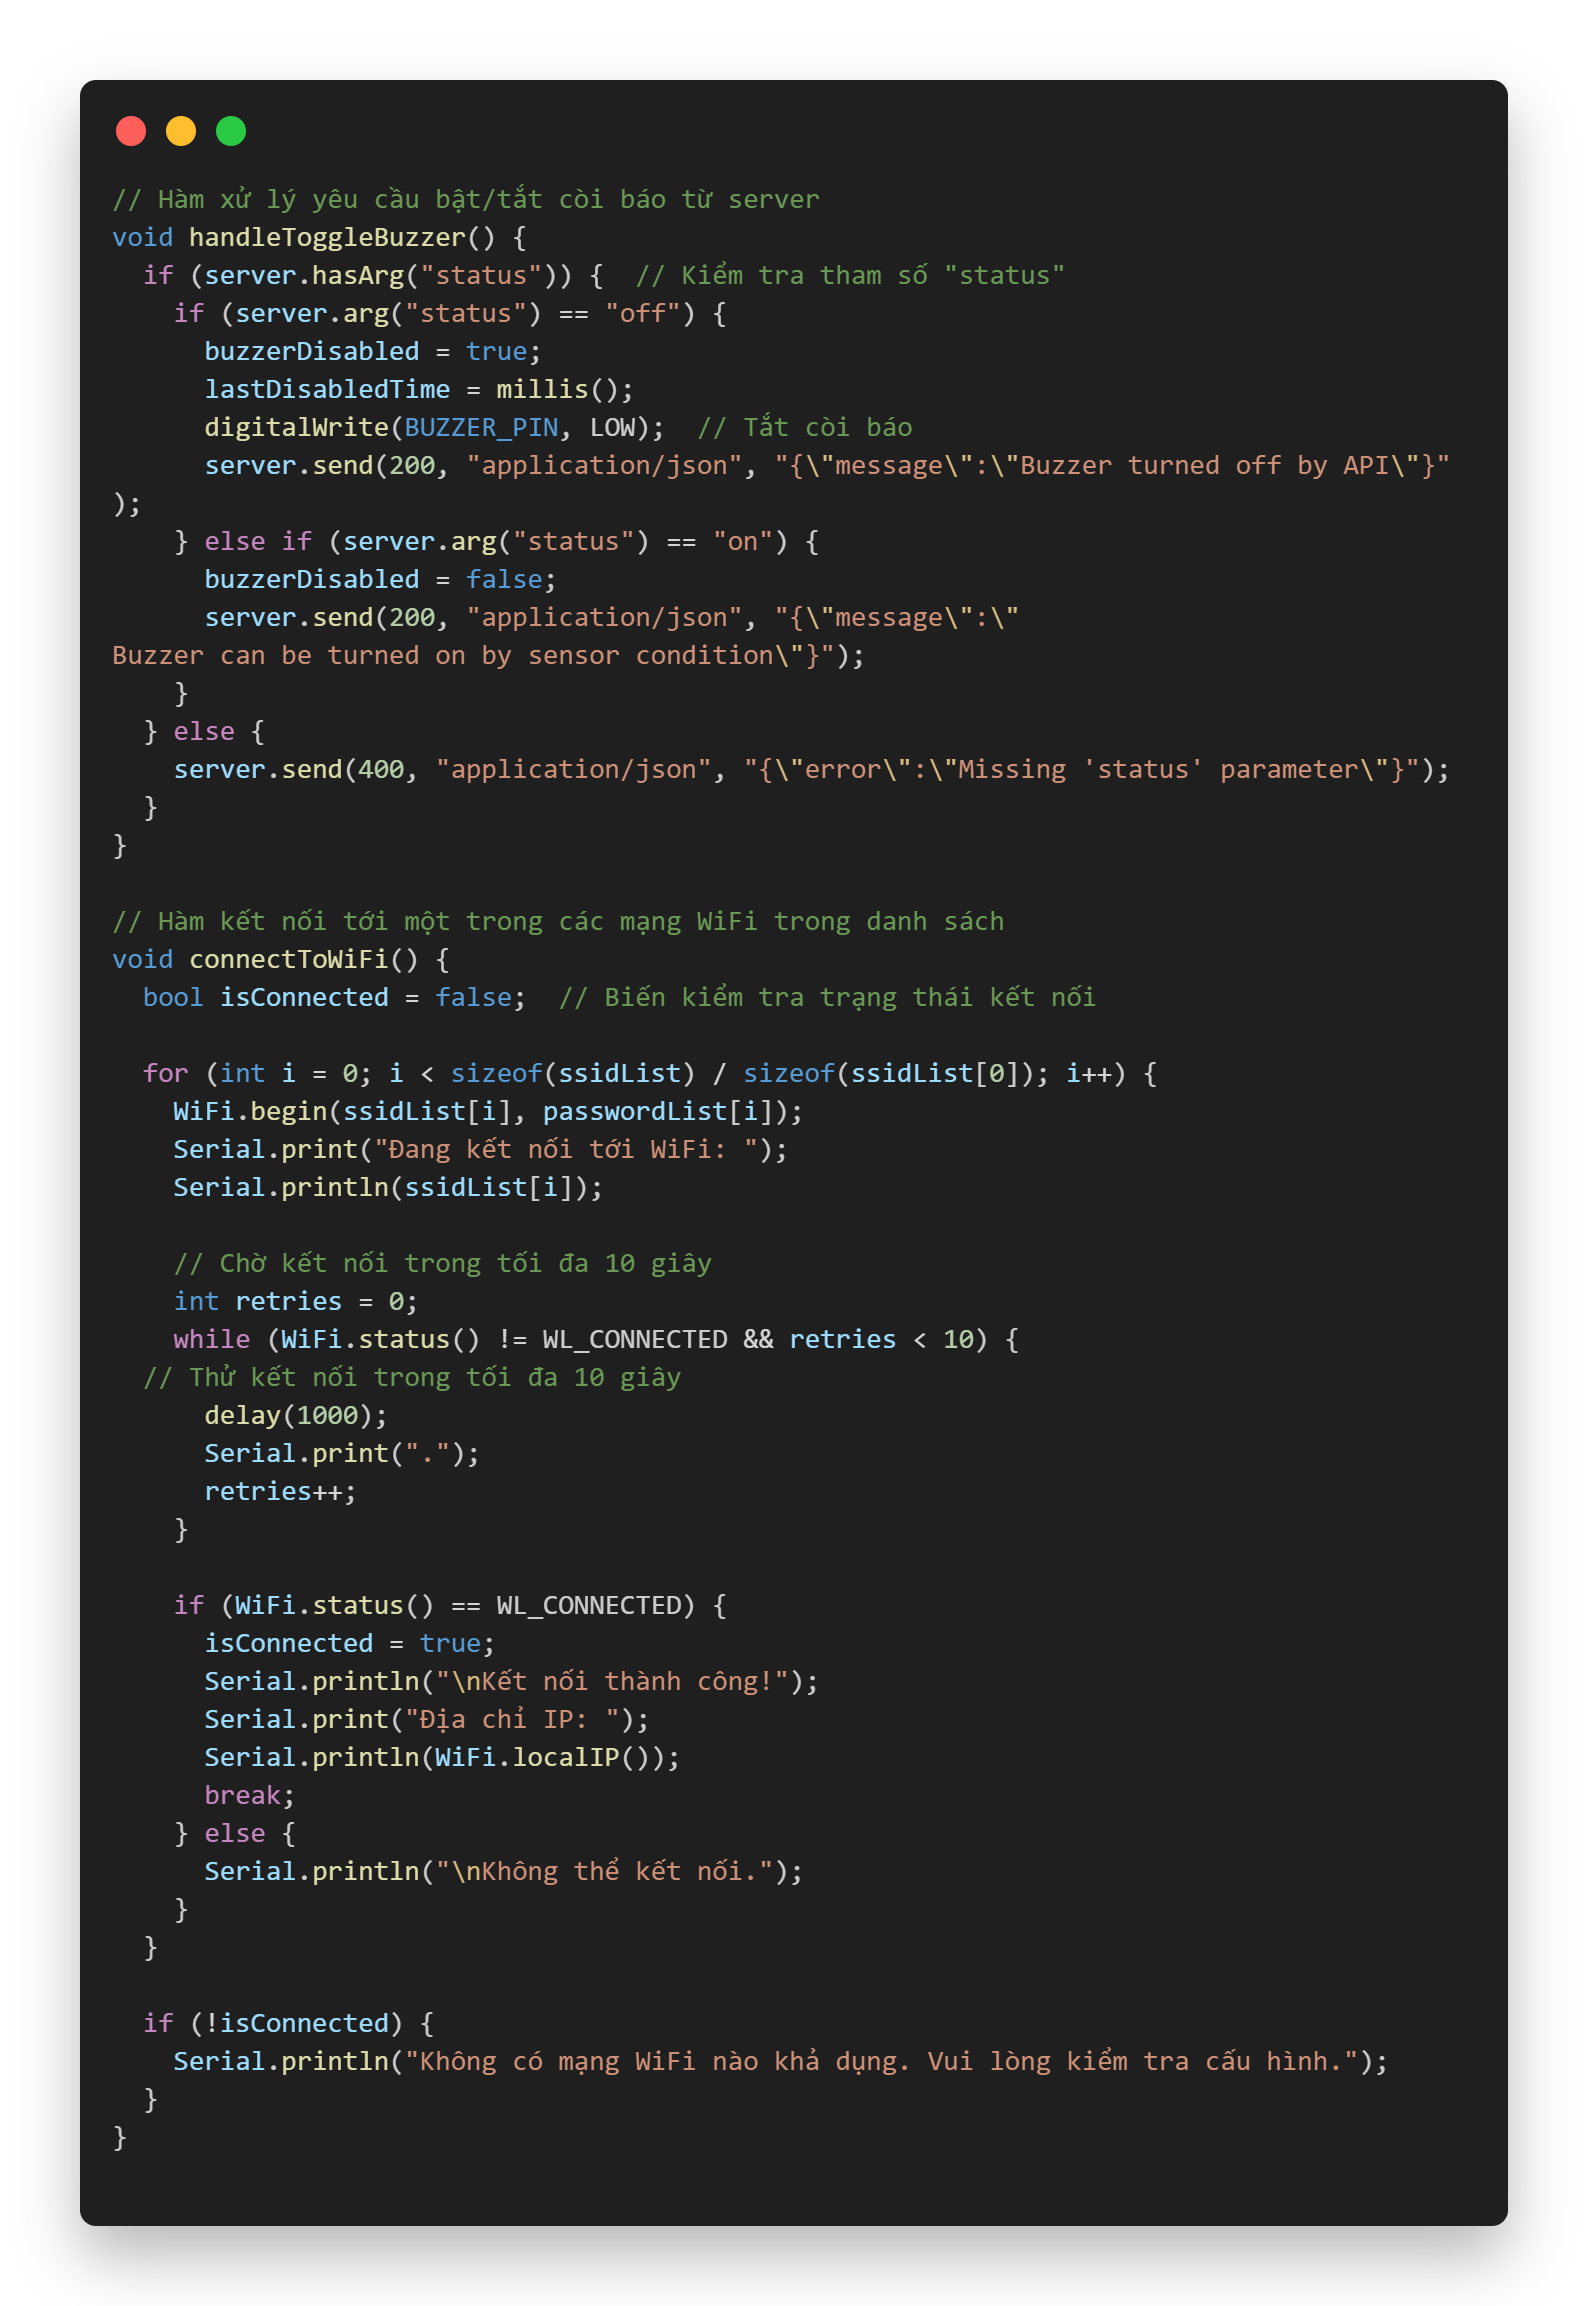 // Hàm xử lý yêu cầu bật/tắt còi báo từ server
void handleToggleBuzzer() {
  if (server.hasArg("status")) {  // Kiểm tra tham số "status"
    if (server.arg("status") == "off") {
      buzzerDisabled = true;
      lastDisabledTime = millis();
      digitalWrite(BUZZER_PIN, LOW);  // Tắt còi báo
      server.send(200, "application/json", "{\"message\":\"Buzzer turned off by API\"}"
);
    } else if (server.arg("status") == "on") {
      buzzerDisabled = false;
      server.send(200, "application/json", "{\"message\":\"
Buzzer can be turned on by sensor condition\"}");
    }
  } else {
    server.send(400, "application/json", "{\"error\":\"Missing 'status' parameter\"}");
  }
}

// Hàm kết nối tới một trong các mạng WiFi trong danh sách
void connectToWiFi() {
  bool isConnected = false;  // Biến kiểm tra trạng thái kết nối

  for (int i = 0; i < sizeof(ssidList) / sizeof(ssidList[0]); i++) {
    WiFi.begin(ssidList[i], passwordList[i]);
    Serial.print("Đang kết nối tới WiFi: ");
    Serial.println(ssidList[i]);

    // Chờ kết nối trong tối đa 10 giây
    int retries = 0;
    while (WiFi.status() != WL_CONNECTED && retries < 10) {
  // Thử kết nối trong tối đa 10 giây
      delay(1000);
      Serial.print(".");
      retries++;
    }

    if (WiFi.status() == WL_CONNECTED) {
      isConnected = true;
      Serial.println("\nKết nối thành công!");
      Serial.print("Địa chỉ IP: ");
      Serial.println(WiFi.localIP());
      break;
    } else {
      Serial.println("\nKhông thể kết nối.");
    }
  }

  if (!isConnected) {
    Serial.println("Không có mạng WiFi nào khả dụng. Vui lòng kiểm tra cấu hình.");
  }
}